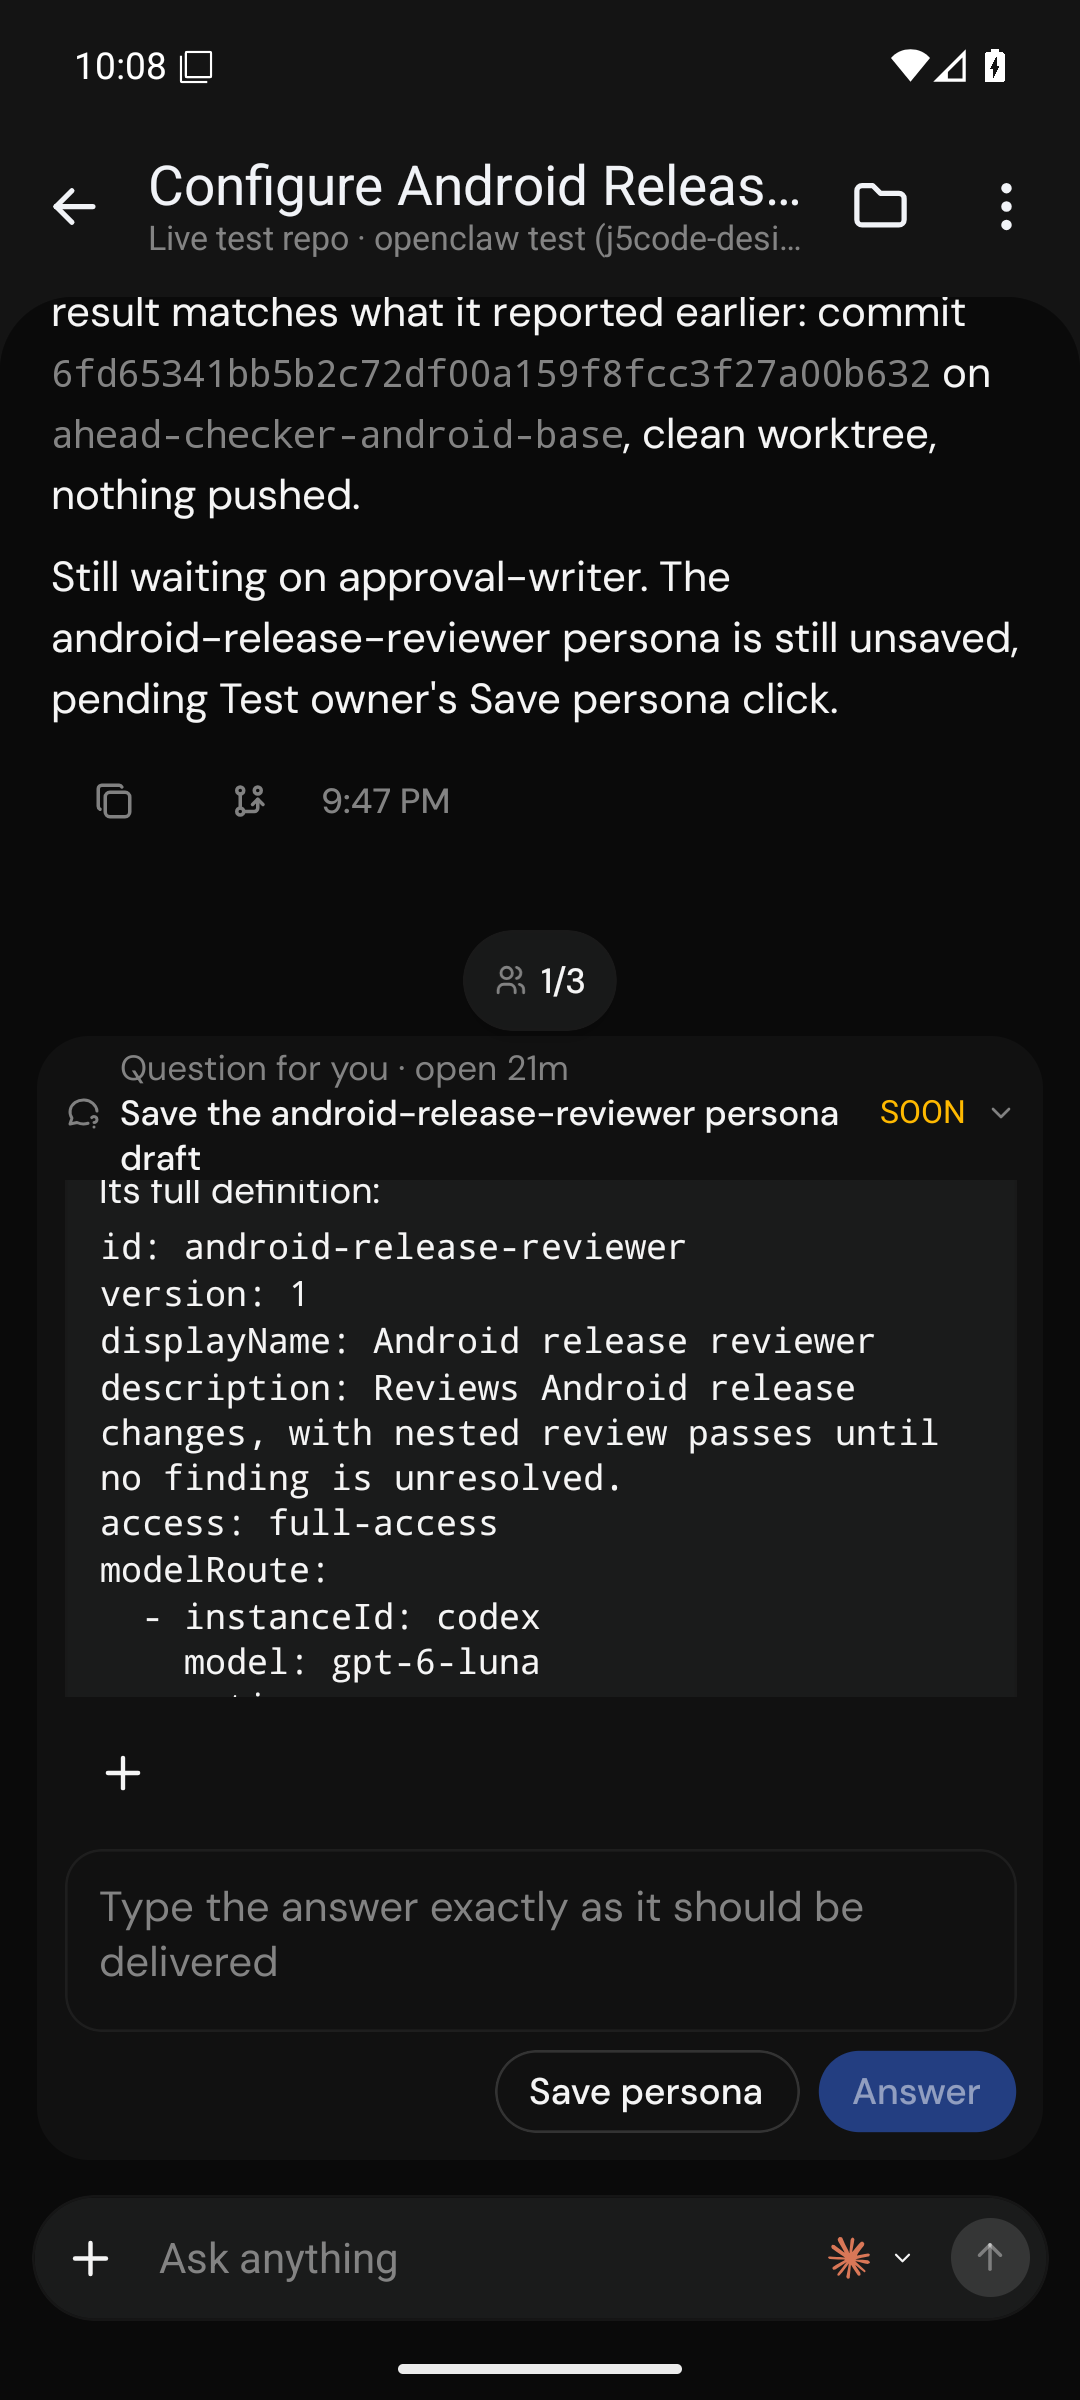 10:08
Configure Android Releas...
Live test repo · openclaw test (j5code-desi...
result matches what it reported earlier: commit
6fd65341bb5b2c72df00a159f8fcc3f27a00b632 on
ahead-checker-android-base, clean worktree,
nothing pushed.
Still waiting on approval-writer. The
android-release-reviewer persona is still unsaved,
pending Test owner's Save persona click.
9:47 PM
1/3
Question for you · open 21m
Save the android-release-reviewer persona
draft
SOON
Its full definition:
id: android-release-reviewer
version: 1
displayName: Android release reviewer
description: Reviews Android release
changes, with nested review passes until
no finding is unresolved.
access: full-access
modelRoute:
- instanceId: codex
model: gpt-6-luna
Type the answer exactly as it should be
delivered
Save persona
Answer
Ask anything